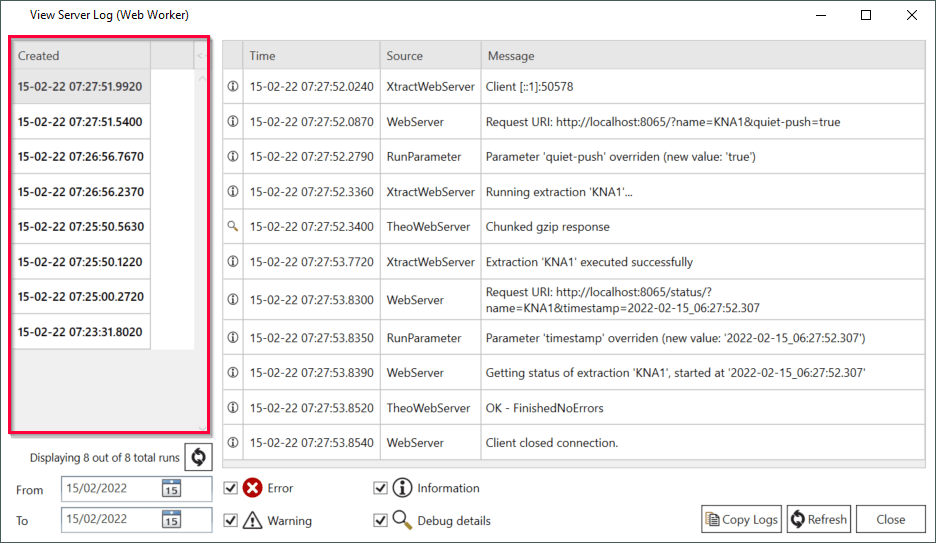 View Server Log (Web Worker)
Created
15-02-22 07:27:51.9920
15-02-22 07:27:51.5400
15-02-22 07:26:56.7670
15-02-22 07:26:56.2370
15-02-22 07:25:50.5630
15-02-22 07:25:50.1220
15-02-22 07:25:00.2720
15-02-22 07:23:31.8020
Displaying 8 out of 8 total runs
From 15/02/2022 15
To 15/02/2022 15
Time Source Message
15-02-22 07:27:52.0240 XtractWebServer Client [::1]:50578
15-02-22 07:27:52.0870 WebServer Request URI: http://localhost:8065/?name=KNA1&quiet-push=true
15-02-22 07:27:52.2790 RunParameter Parameter 'quiet-push' overriden (new value: 'true')
15-02-22 07:27:52.3360 XtractWebServer Running extraction 'KNA1'...
15-02-22 07:27:52.3400 TheoWebServer Chunked gzip response
15-02-22 07:27:53.7720 XtractWebServer Extraction 'KNA1' executed successfully
15-02-22 07:27:53.8300 WebServer Request URI: http://localhost:8065/status/?
name=KNA1&timestamp=2022-02-15_06:27:52.307
15-02-22 07:27:53.8350 RunParameter Parameter 'timestamp' overriden (new value: '2022-02-15_06:27:52.307')
15-02-22 07:27:53.8390 WebServer Getting status of extraction 'KNA1', started at '2022-02-15_06:27:52.307'
15-02-22 07:27:53.8520 TheoWebServer OK - FinishedNoErrors
15-02-22 07:27:53.8540 WebServer Client closed connection.
Error Information
Warning Debug details
Copy Logs Refresh Close